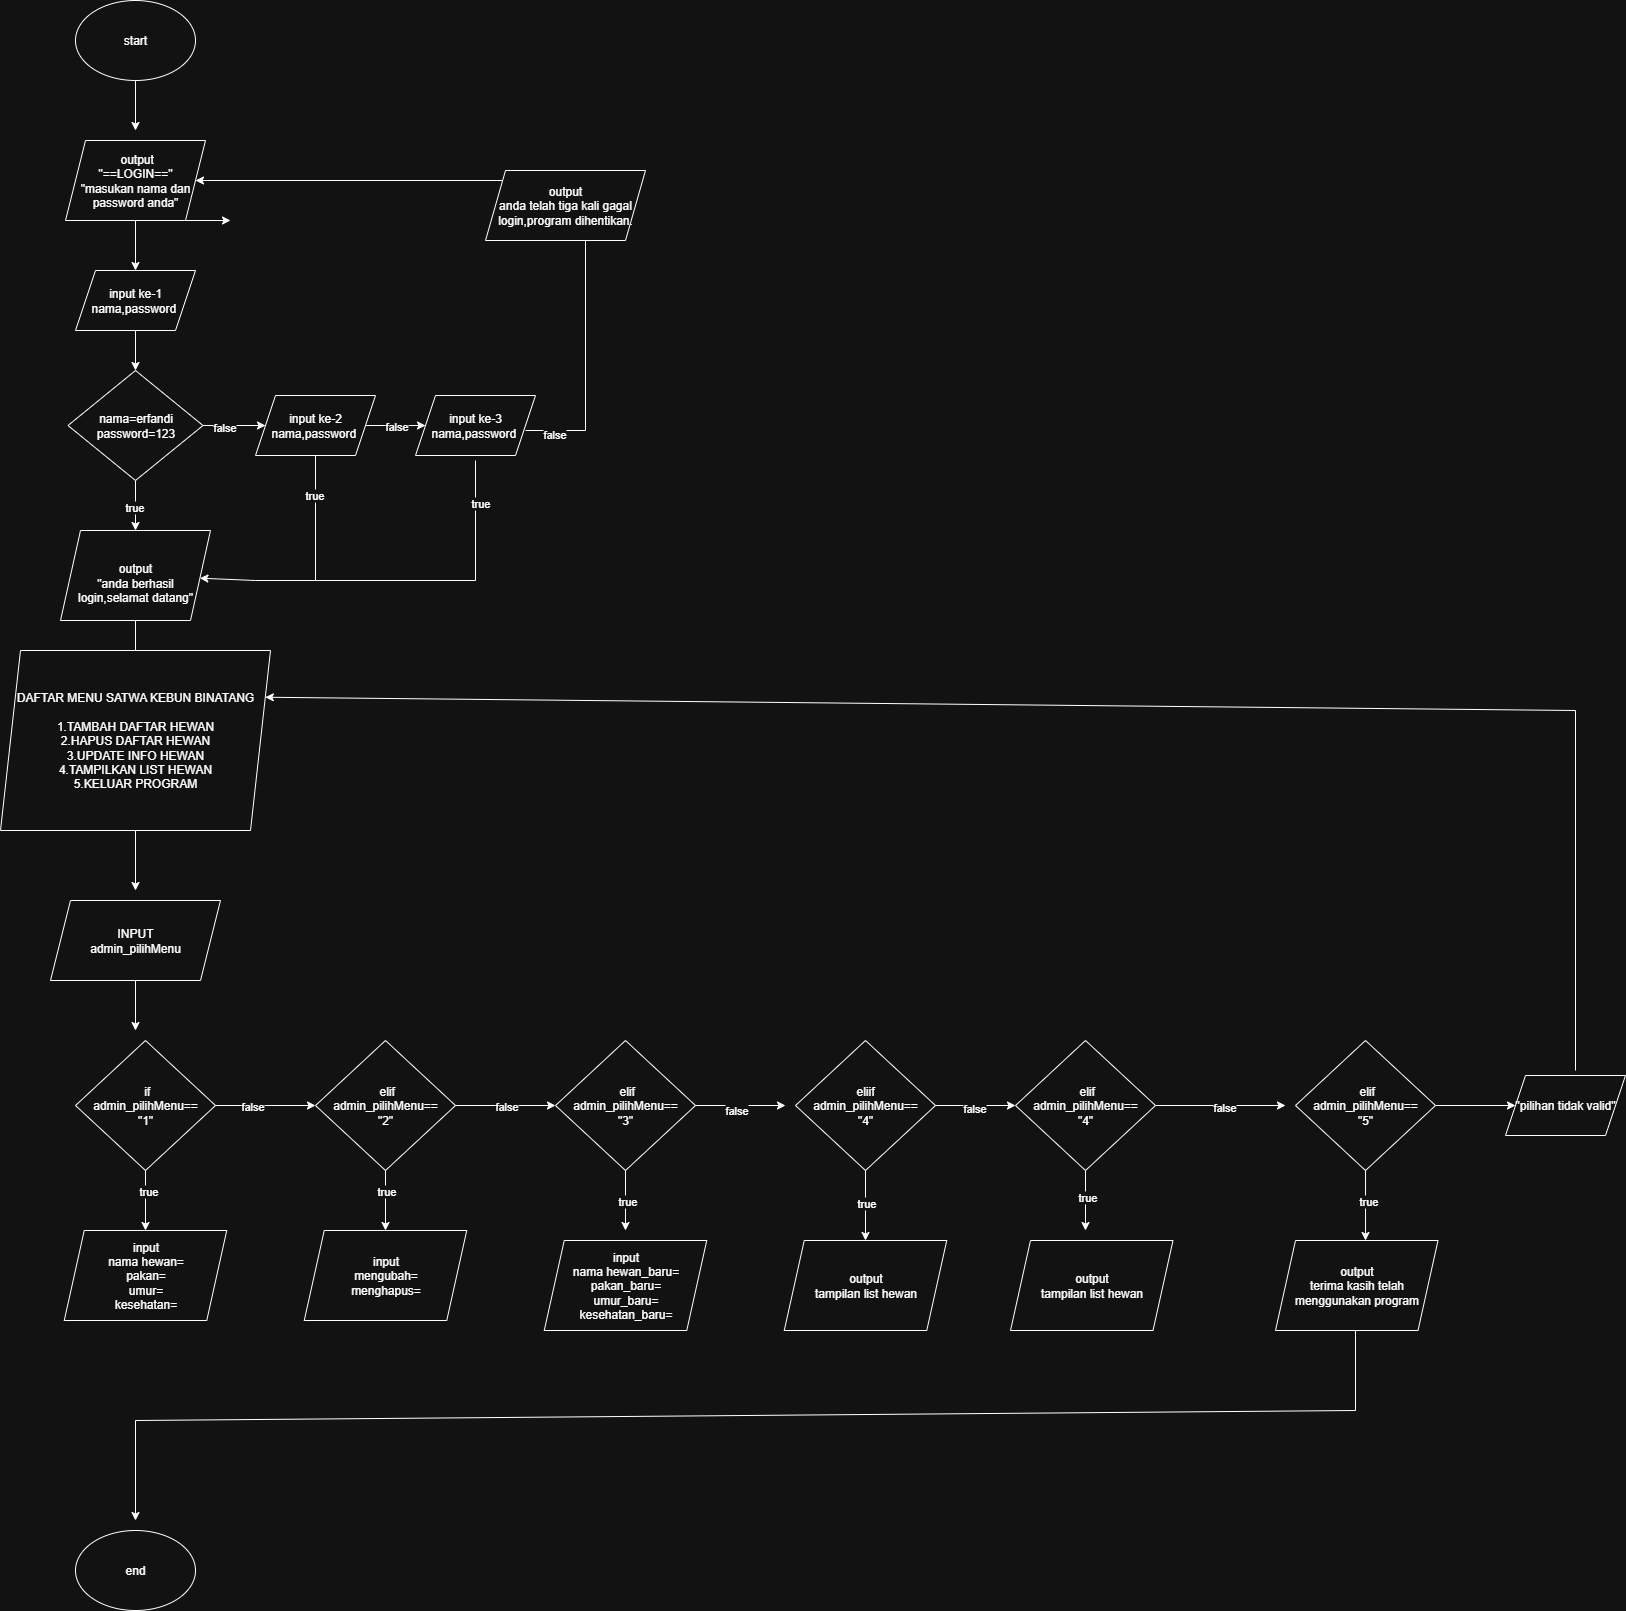 start
output
"==LOGIN=="
"masukan nama dan
password anda"
output
anda telah tiga kali gagal
login,program dihentikan.
input ke-1
nama,password
nama=erfandi
password=123
false
input ke-2
nama,password
false
input ke-3
nama,password
false
true
true
true
output
"anda berhasil
login,selamat datang"
DAFTAR MENU SATWA KEBUN BINATANG
1.TAMBAH DAFTAR HEWAN
2.HAPUS DAFTAR HEWAN
3.UPDATE INFO HEWAN
4.TAMPILKAN LIST HEWAN
5.KELUAR PROGRAM
INPUT
admin_pilihMenu
if
admin_pilihMenu==
"1"
false
elif
admin_pilihMenu==
"2"
false
elif
admin_pilihMenu==
"3"
false
eliif
admin_pilihMenu==
"4"
false
elif
admin_pilihMenu==
"4"
false
elif
admin_pilihMenu==
"5"
"pilihan tidak valid"
true
true
true
true
true
true
input
nama hewan=
pakan=
umur=
kesehatan=
input
mengubah=
menghapus=
input
nama hewan_baru=
pakan_baru=
umur_baru=
kesehatan_baru=
output
tampilan list hewan
output
tampilan list hewan
output
terima kasih telah
menggunakan program
end